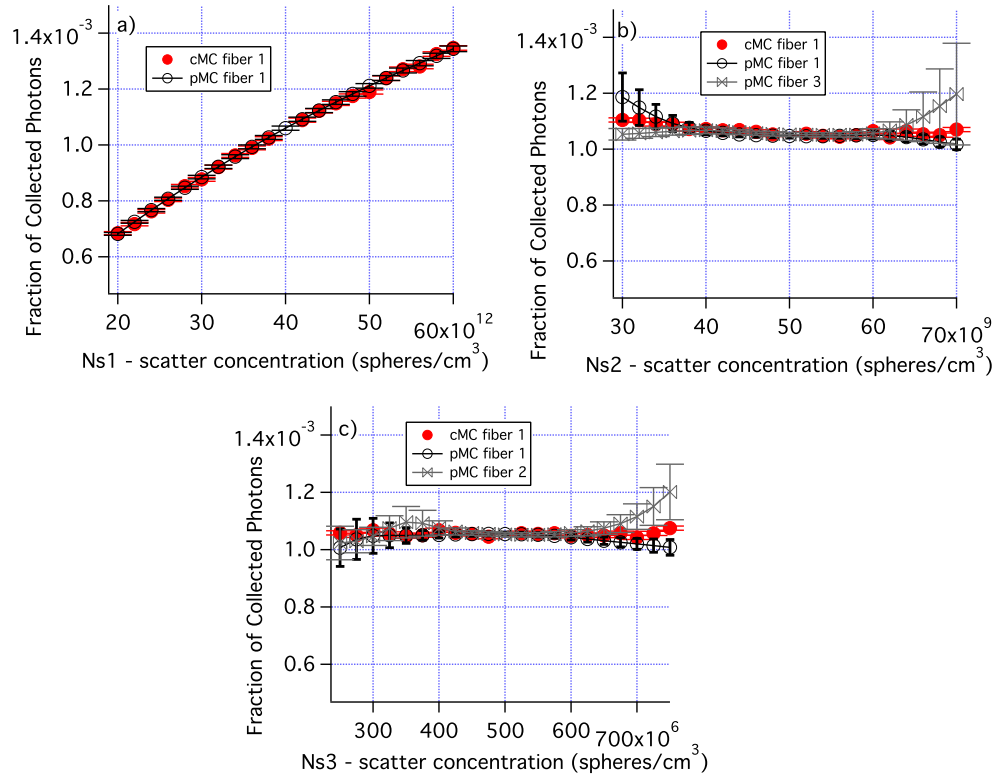 a)
1.4x10⁻³
1.2
1.0
0.8
0.6
Fraction of Collected Photons
cMC fiber 1
pMC fiber 1
20 30 40 50 60x10¹²
Ns1 - scatter concentration (spheres/cm³)
b)
1.4x10⁻³
1.2
1.0
0.8
0.6
Fraction of Collected Photons
cMC fiber 1
pMC fiber 1
pMC fiber 3
30 40 50 60 70x10⁹
Ns2 - scatter concentration (spheres/cm³)
c)
1.4x10⁻³
1.2
1.0
0.8
0.6
Fraction of Collected Photons
cMC fiber 1
pMC fiber 1
pMC fiber 2
300 400 500 600 700x10⁶
Ns3 - scatter concentration (spheres/cm³)